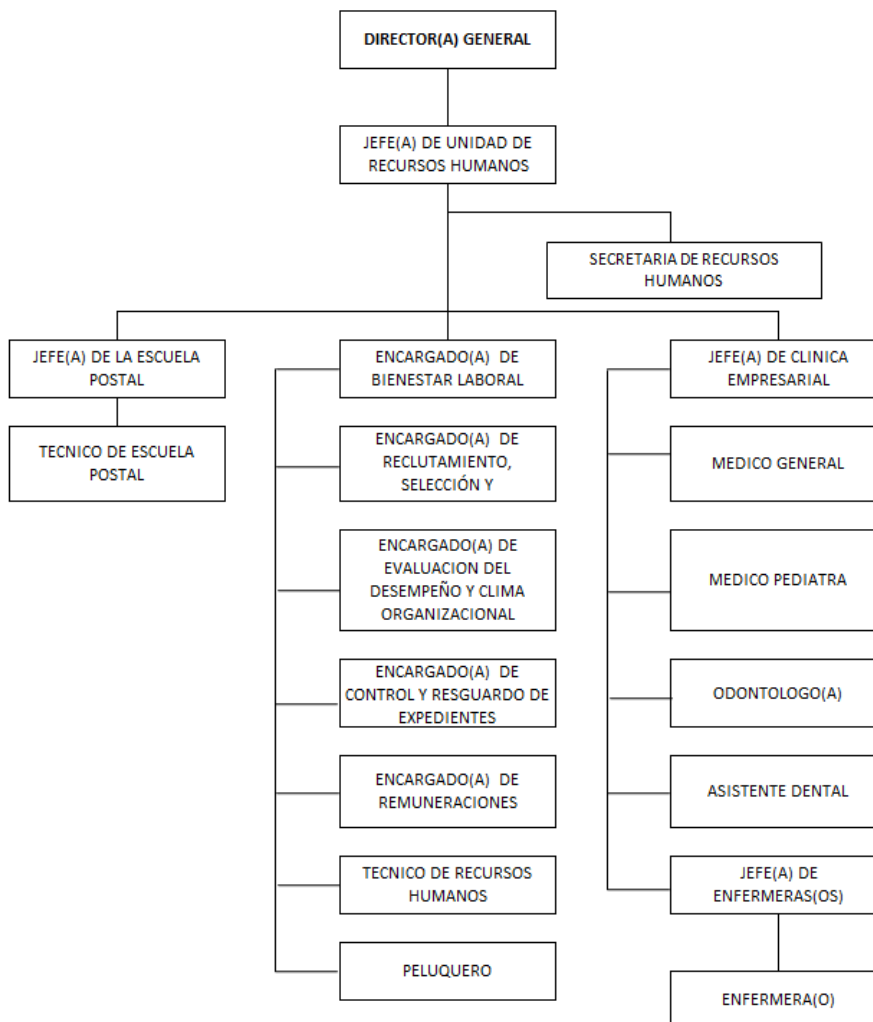 DIRECTOR(A) GENERAL
JEFE(A) DE UNIDAD DE
RECURSOS HUMANOS
SECRETARIA DE RECURSOS
HUMANOS
JEFE(A) DE LA ESCUELA
POSTAL
TECNICO DE ESCUELA
POSTAL
ENCARGADO(A) DE
BIENESTAR LABORAL
ENCARGADO(A) DE
RECLUTAMIENTO,
SELECCIÓN Y
ENCARGADO(A) DE
EVALUACION DEL
DESEMPEÑO Y CLIMA
ORGANIZACIONAL
ENCARGADO(A) DE
CONTROL Y RESGUARDO DE
EXPEDIENTES
ENCARGADO(A) DE
REMUNERACIONES
TECNICO DE RECURSOS
HUMANOS
PELUQUERO
JEFE(A) DE CLINICA
EMPRESARIAL
MEDICO GENERAL
MEDICO PEDIATRA
ODONTOLOGO(A)
ASISTENTE DENTAL
JEFE(A) DE
ENFERMERAS(OS)
ENFERMERA(O)